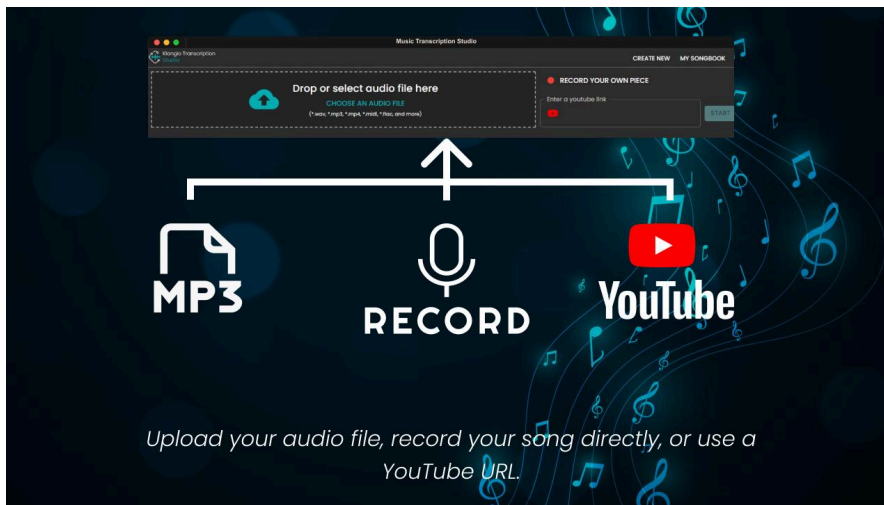 Music Transcription Studio
Klangio Transcription
Studio
CREATE NEW MY SONGBOOK
Drop or select audio file here
CHOOSE AN AUDIO FILE
(*.wav, *.mp3, *.mp4, *.midi, *.flac, and more)
RECORD YOUR OWN PIECE
Enter a youtube link
START
MP3
RECORD
YouTube
Upload your audio file, record your song directly, or use a
YouTube URL.